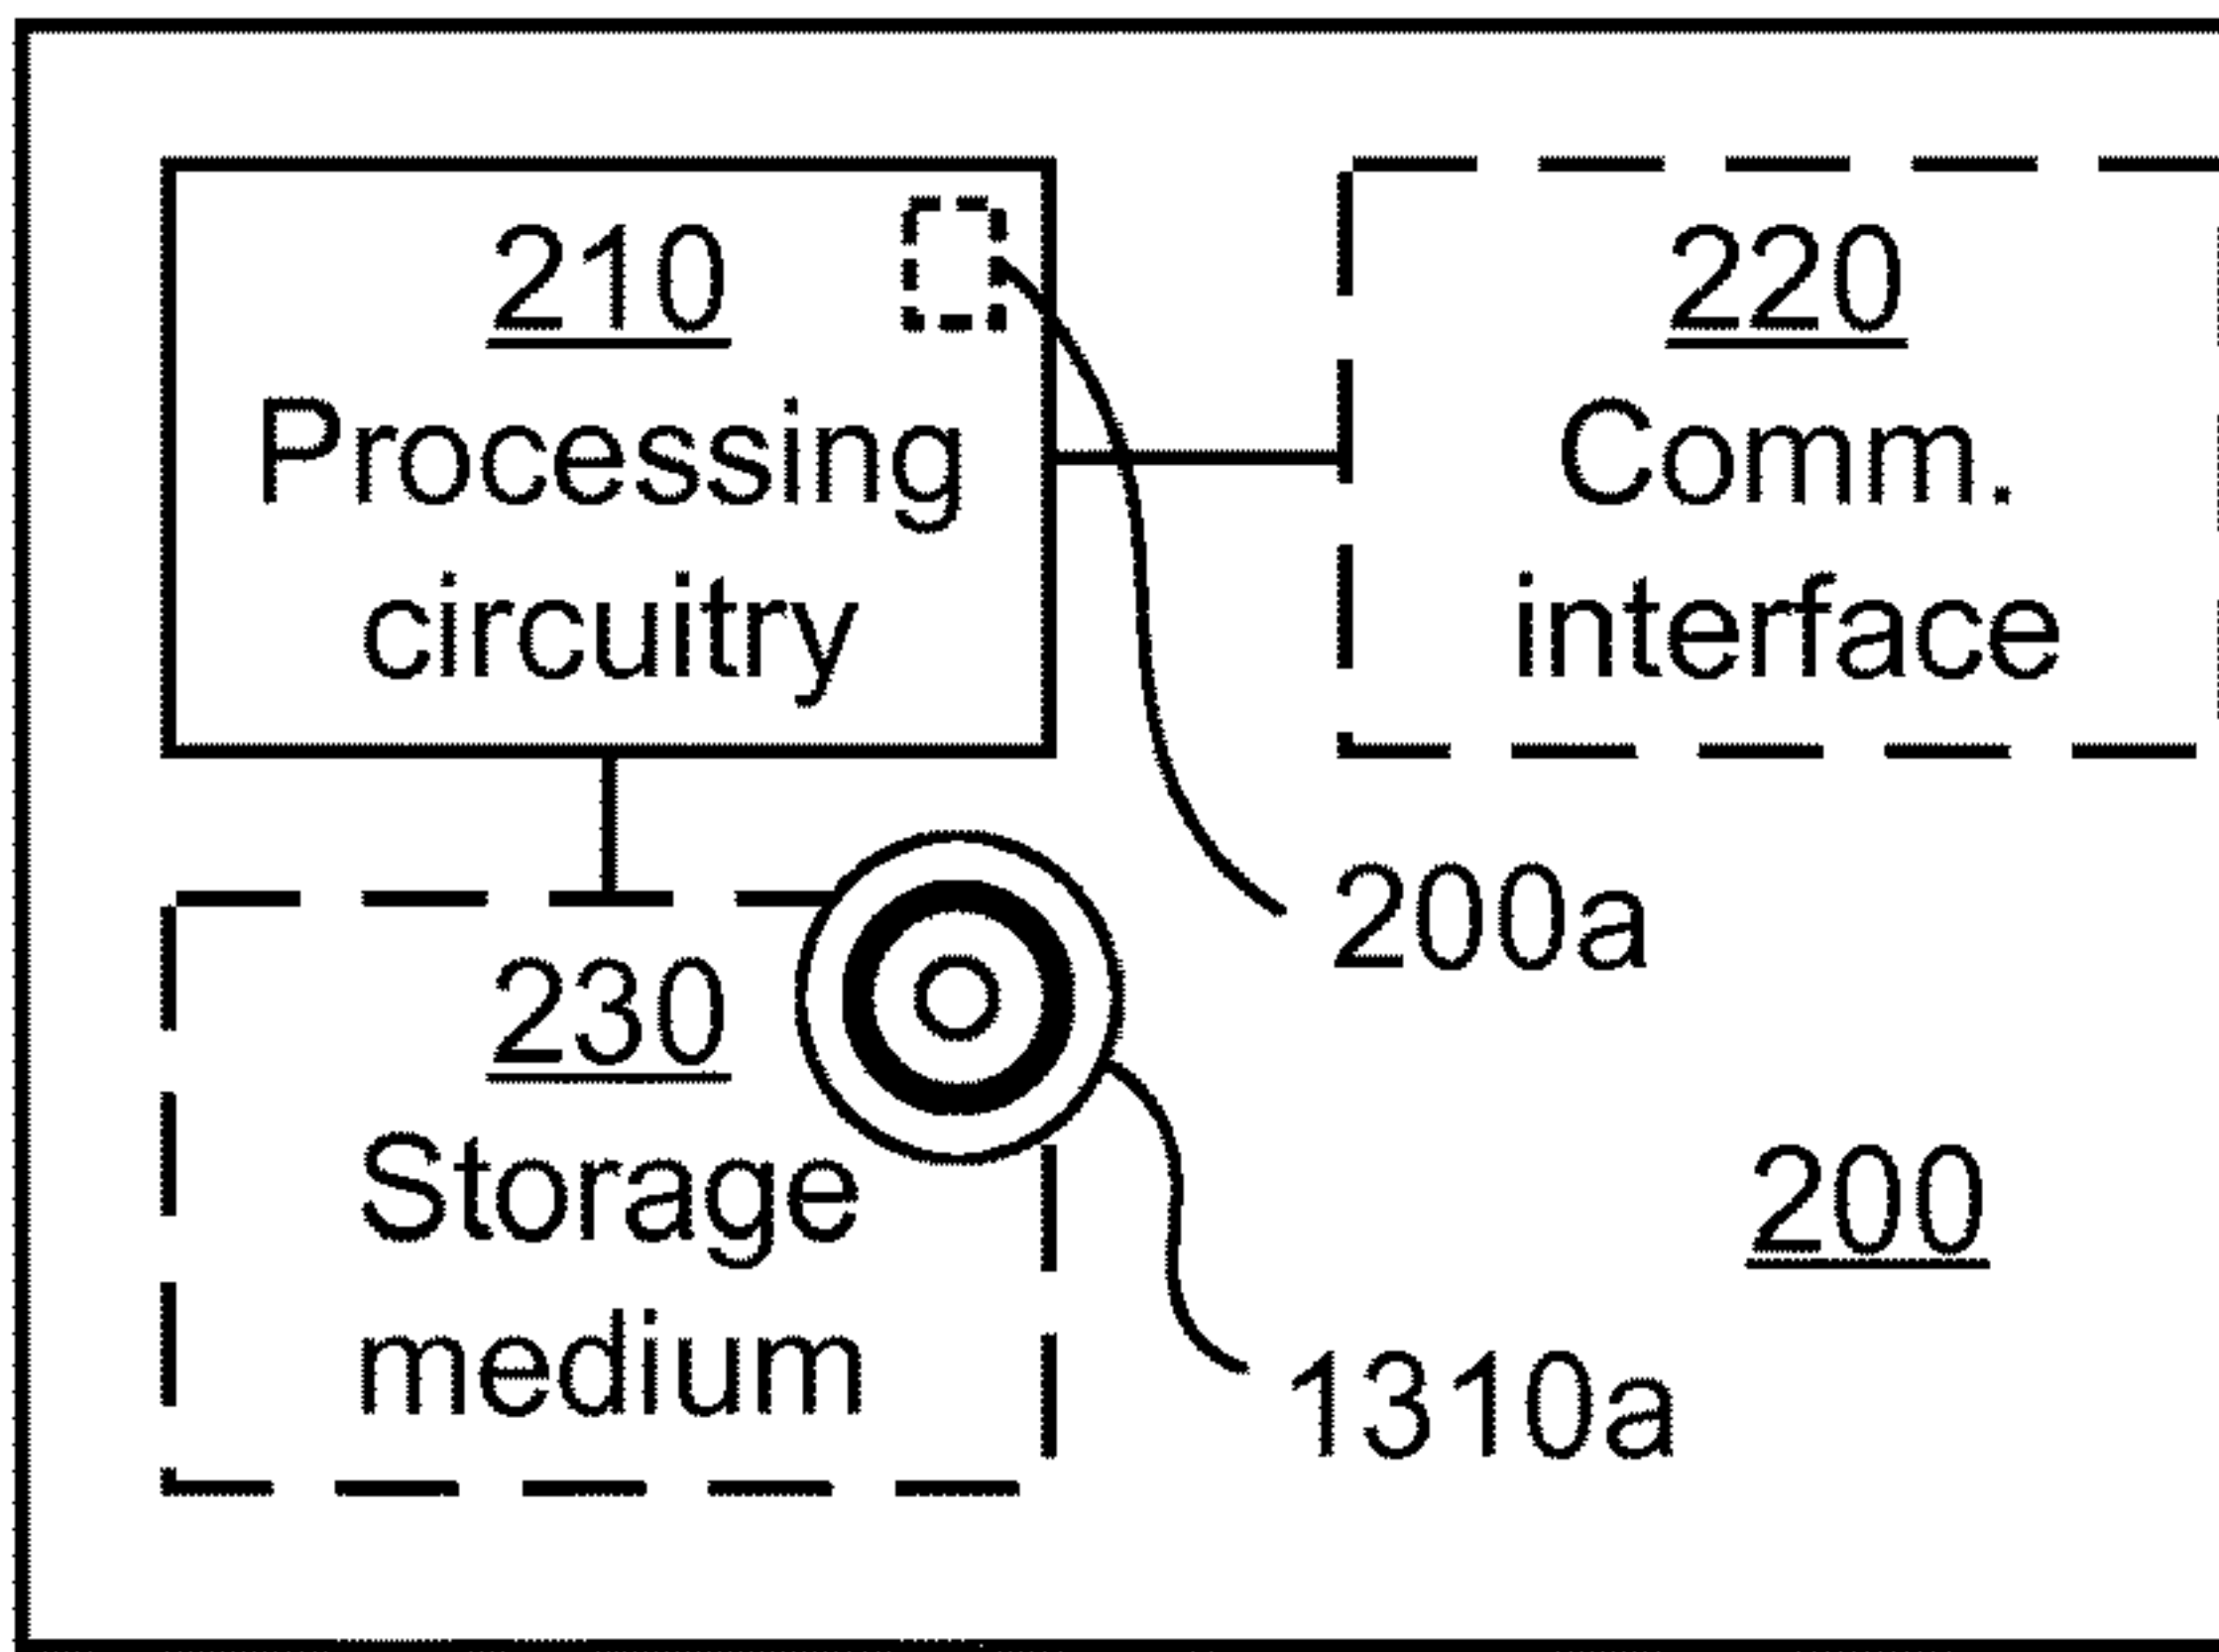 210
Processing
circuitry
220
Comm.
interface
200a
230
Storage
medium
200
1310a